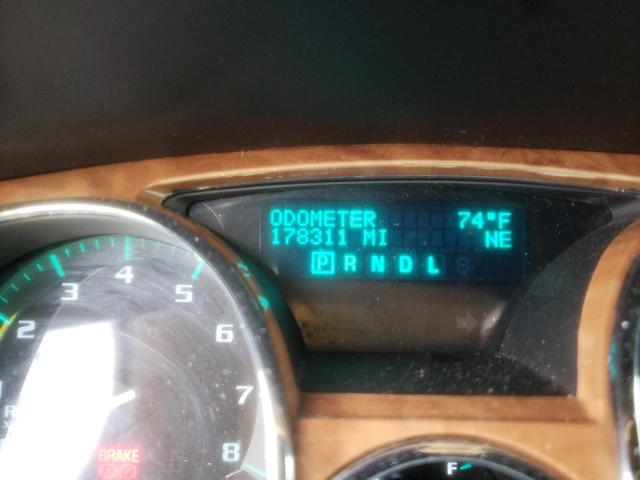 ODOMETER 74°F
178311 MI NE
P R N D L
4
3 5
2 6
7
8
BRAKE
F